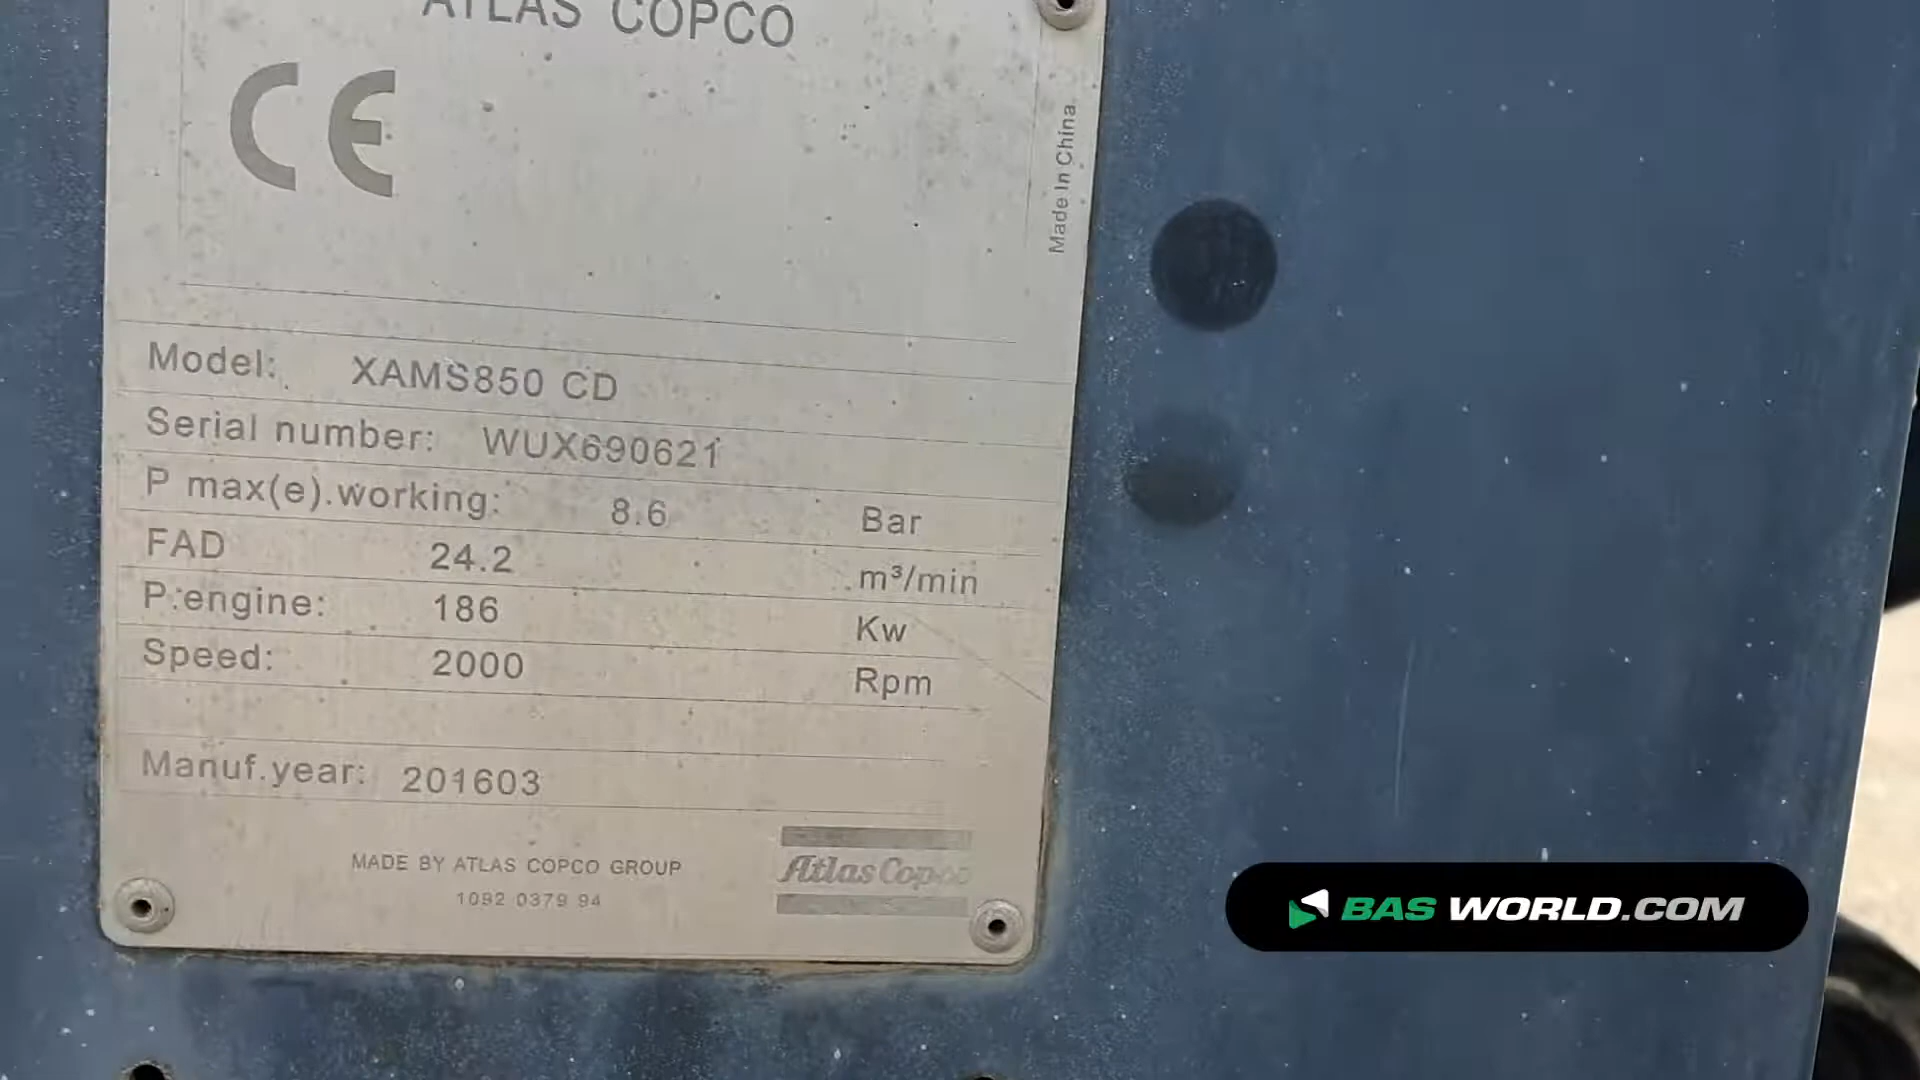 ATLAS COPCO
CE
Made In China
Model: XAMS850 CD
Serial number: WUX690621
P max(e).working: 8.6 Bar
FAD 24.2 m³/min
P.engine: 186 Kw
Speed: 2000 Rpm
Manuf.year: 201603
MADE BY ATLAS COPCO GROUP
1092 0379 94
Atlas Copco
BAS WORLD.COM